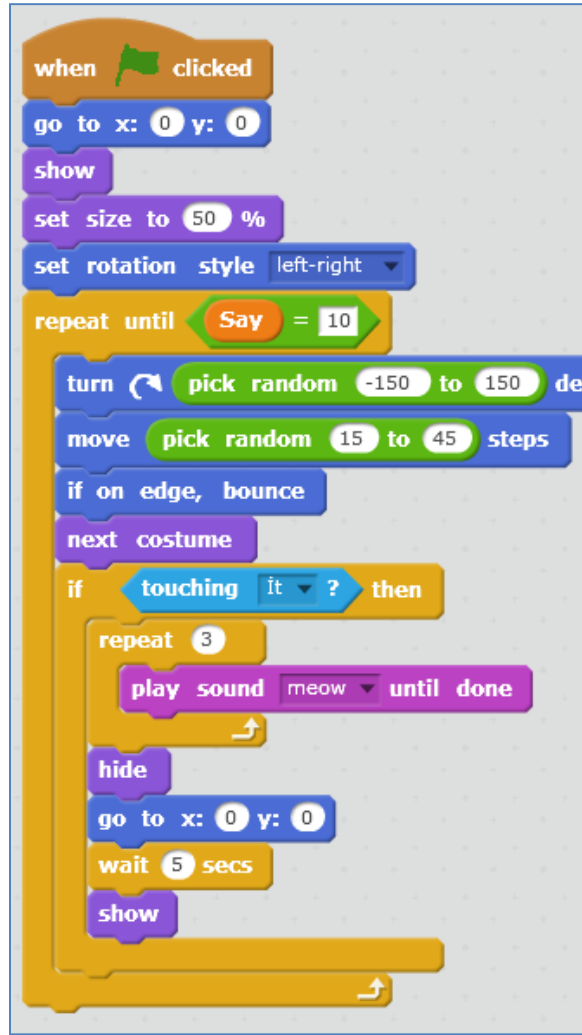 when clicked
go to x: 0 y: 0
show
set size to 50 %
set rotation style left-right
repeat until Say = 10
turn pick random -150 to 150 de
move pick random 15 to 45 steps
if on edge, bounce
next costume
if touching İt ? then
repeat 3
play sound meow until done
hide
go to x: 0 y: 0
wait 5 secs
show